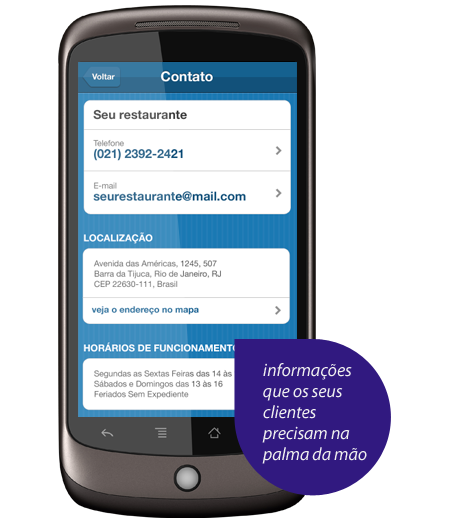 Voltar
Contato
Seu restaurante
Telefone
(021) 2392-2421
E-mail
seurestaurante@mail.com
LOCALIZAÇÃO
Avenida das Américas, 1245, 507
Barra da Tijuca, Rio de Janeiro, RJ
CEP 22630-111, Brasil
veja o endereço no mapa
HORÁRIOS DE FUNCIONAMENTO
Segundas as Sextas Feiras das 14 às
Sábados e Domingos das 13 às 16
Feriados Sem Expediente
informações
que os seus
clientes
precisam na
palma da mão